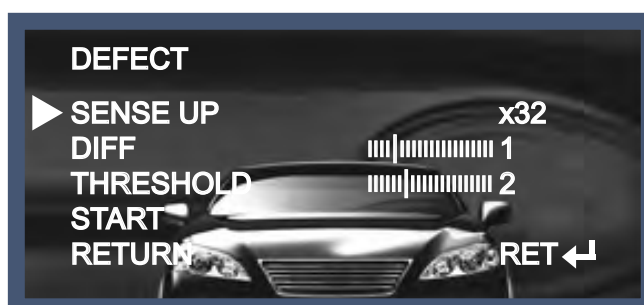 DEFECT
SENSE UP x32
DIFF 1
THRESHOLD 2
START
RETURN RET